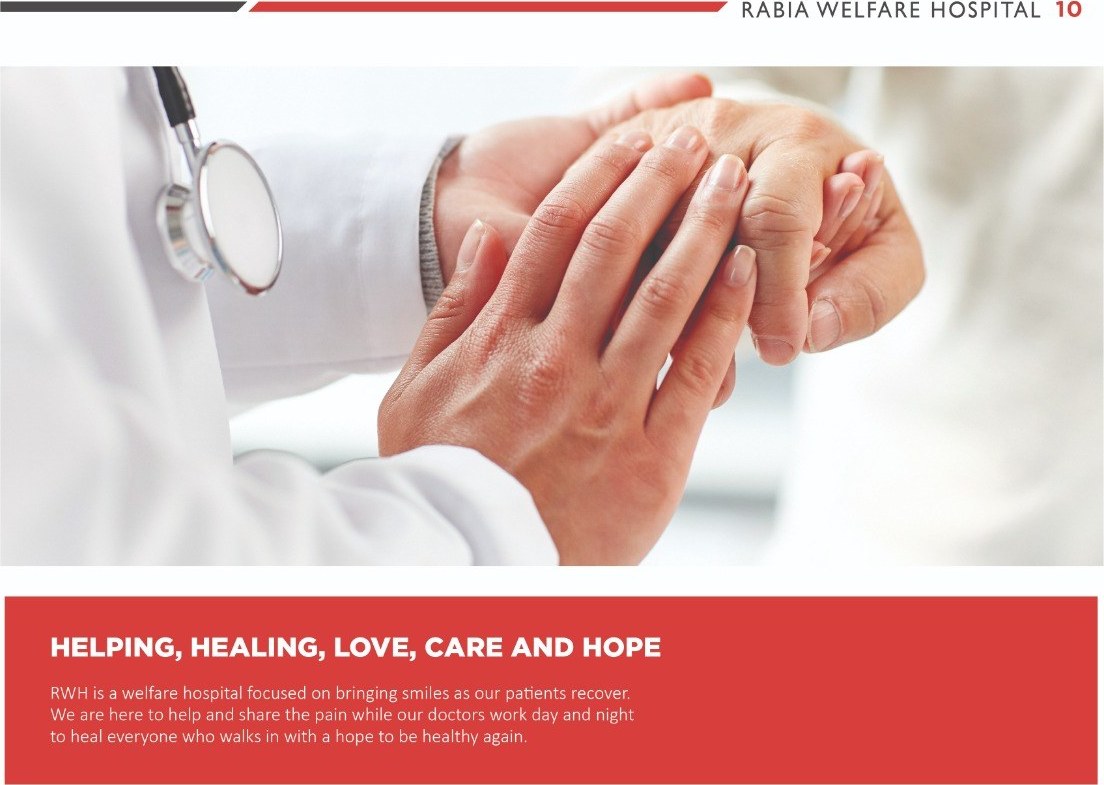 RABIA WELFARE HOSPITAL 10
HELPING, HEALING, LOVE, CARE AND HOPE
RWH is a welfare hospital focused on bringing smiles as our patients recover.
We are here to help and share the pain while our doctors work day and night
to heal everyone who walks in with a hope to be healthy again.